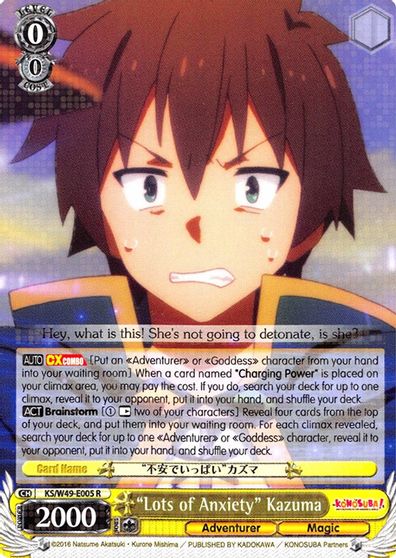 LEVEL
0
0
COST
Hey, what is this! She's not going to detonate, is she?
AUTO CX COMBO [Put an «Adventurer» or «Goddess» character from your hand
into your waiting room] When a card named "Charging Power" is placed on
your climax area, you may pay the cost. If you do, search your deck for up to one
climax, reveal it to your opponent, put it into your hand, and shuffle your deck.
ACT Brainstorm [① two of your characters] Reveal four cards from the top
of your deck, and put them into your waiting room. For each climax revealed,
search your deck for up to one «Adventurer» or «Goddess» character, reveal it to
your opponent, put it into your hand, and shuffle your deck.
Card Name
"不安でいっぱい"カズマ
CH KS/W49-E005 R
"Lots of Anxiety" Kazuma
KONOSUBA!
POWER
2000
Adventurer
Magic
©2016 Natsume Akatsuki・Kurone Mishima / PUBLISHED BY KADOKAWA / KONOSUBA Partners